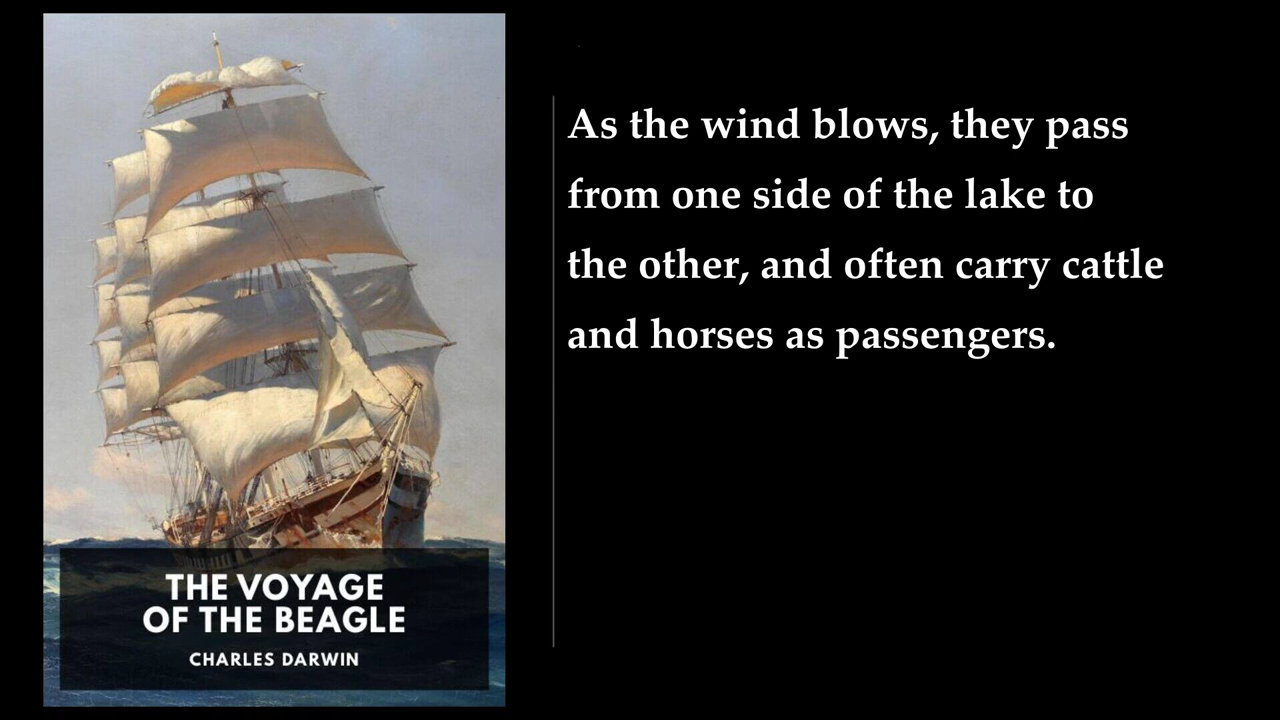 As the wind blows, they pass
from one side of the lake to
the other, and often carry cattle
and horses as passengers.
THE VOYAGE
OF THE BEAGLE
CHARLES DARWIN